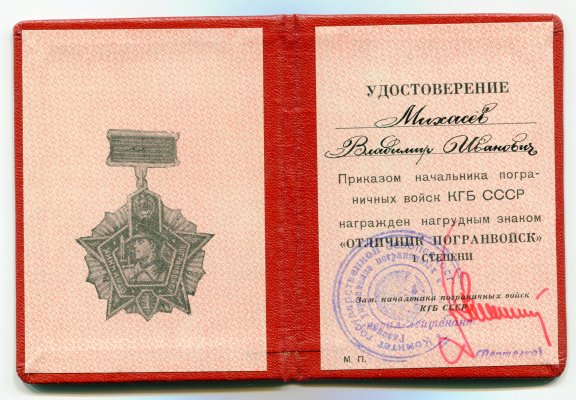 УДОСТОВЕРЕНИЕ
Михасёв
Владимир Иванович
Приказом начальника погра-
ничных войск КГБ СССР
награжден нагрудным знаком
«ОТЛИЧНИК ПОГРАНВОЙСК»
I СТЕПЕНИ
Зам. начальника пограничных войск
КГБ СССР
М. П.